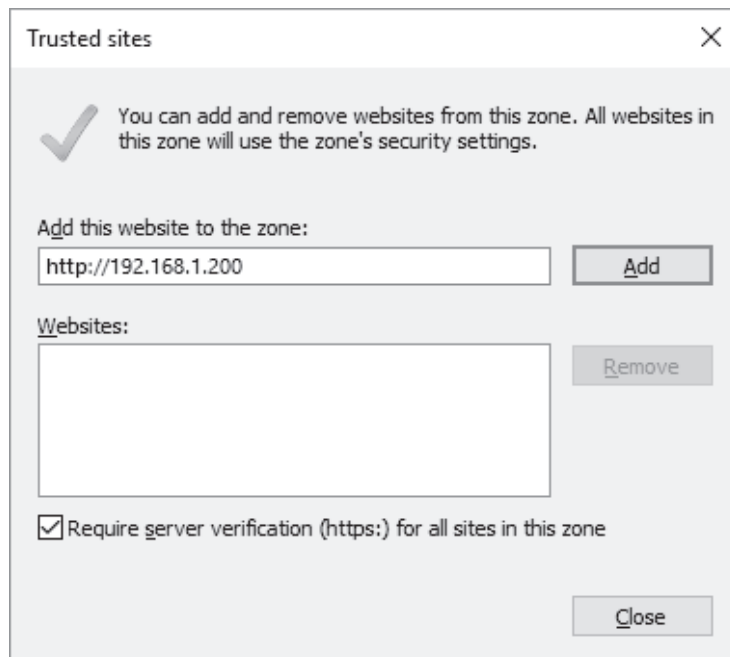 Trusted sites
You can add and remove websites from this zone. All websites in
this zone will use the zone's security settings.
Add this website to the zone:
http://192.168.1.200
Add
Websites:
Remove
Require server verification (https:) for all sites in this zone
Close